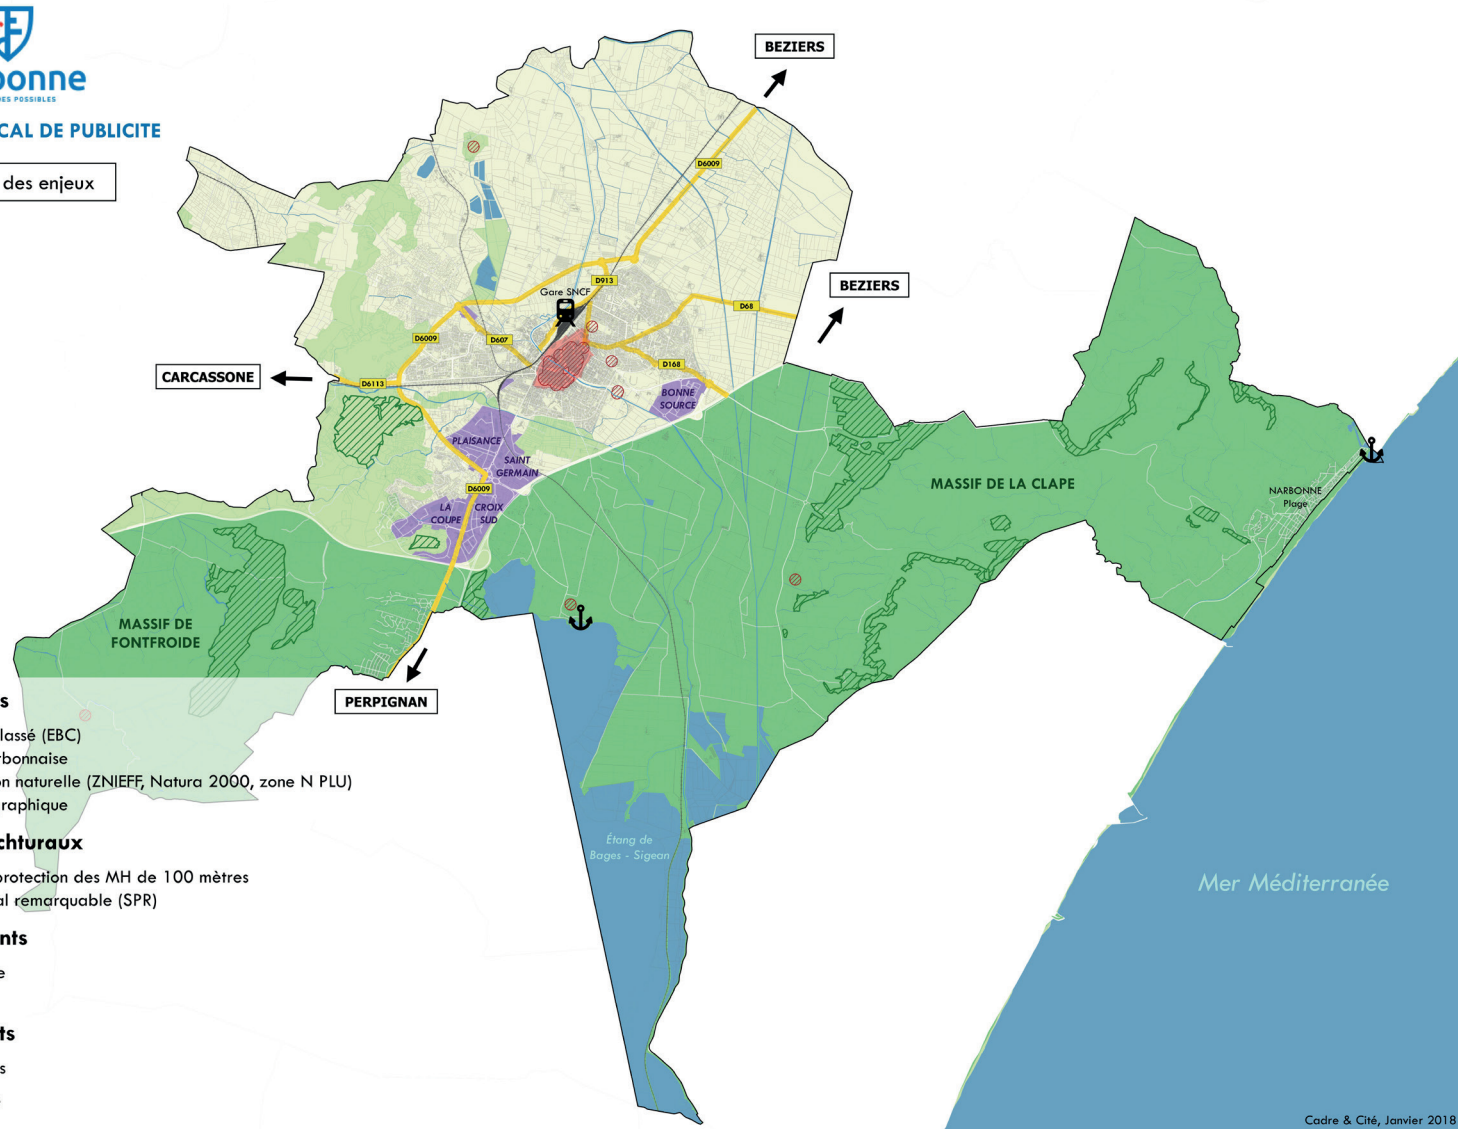 bonne
DES POSSIBLES
CAL DE PUBLICITE
des enjeux
BEZIERS
D6009
BEZIERS
D913
Gare SNCF
D68
D6009
D607
D168
CARCASSONE
D6113
BONNE
SOURCE
PLAISANCE
SAINT
GERMAIN
D6009
LA
COUPE
CROIX
SUD
MASSIF DE LA CLAPE
NARBONNE
Plage
MASSIF DE
FONTFROIDE
PERPIGNAN
s
lassé (EBC)
rbonnaise
on naturelle (ZNIEFF, Natura 2000, zone N PLU)
raphique
Étang de
Bages - Sigean
chturaux
protection des MH de 100 mètres
al remarquable (SPR)
Mer Méditerranée
nts
e
ts
s
Cadre & Cité, Janvier 2018